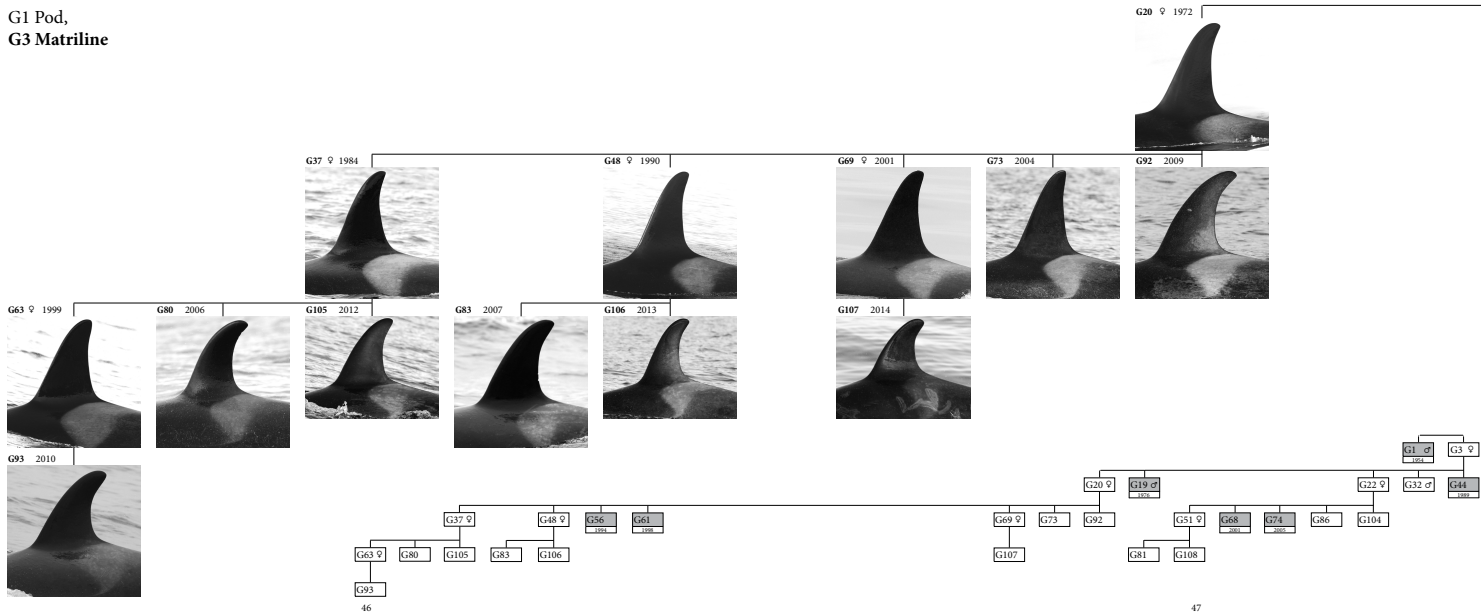 G1 Pod,
G3 Matriline
G20 ♀ 1972
G37 ♀ 1984
G48 ♀ 1990
G69 ♀ 2001
G73 2004
G92 2009
G63 ♀ 1999
G80 2006
G105 2012
G83 2007
G106 2013
G107 2014
G93 2010
G1 ♂
1954
G3 ♀
G20 ♀
G19 ♂
1976
G22 ♀
G32 ♂
G44
1989
G37 ♀
G48 ♀
G56
1994
G61
1998
G69 ♀
G73
G92
G51 ♀
G68
2001
G74
2005
G86
G104
G63 ♀
G80
G105
G83
G106
G107
G81
G108
G93
46
47